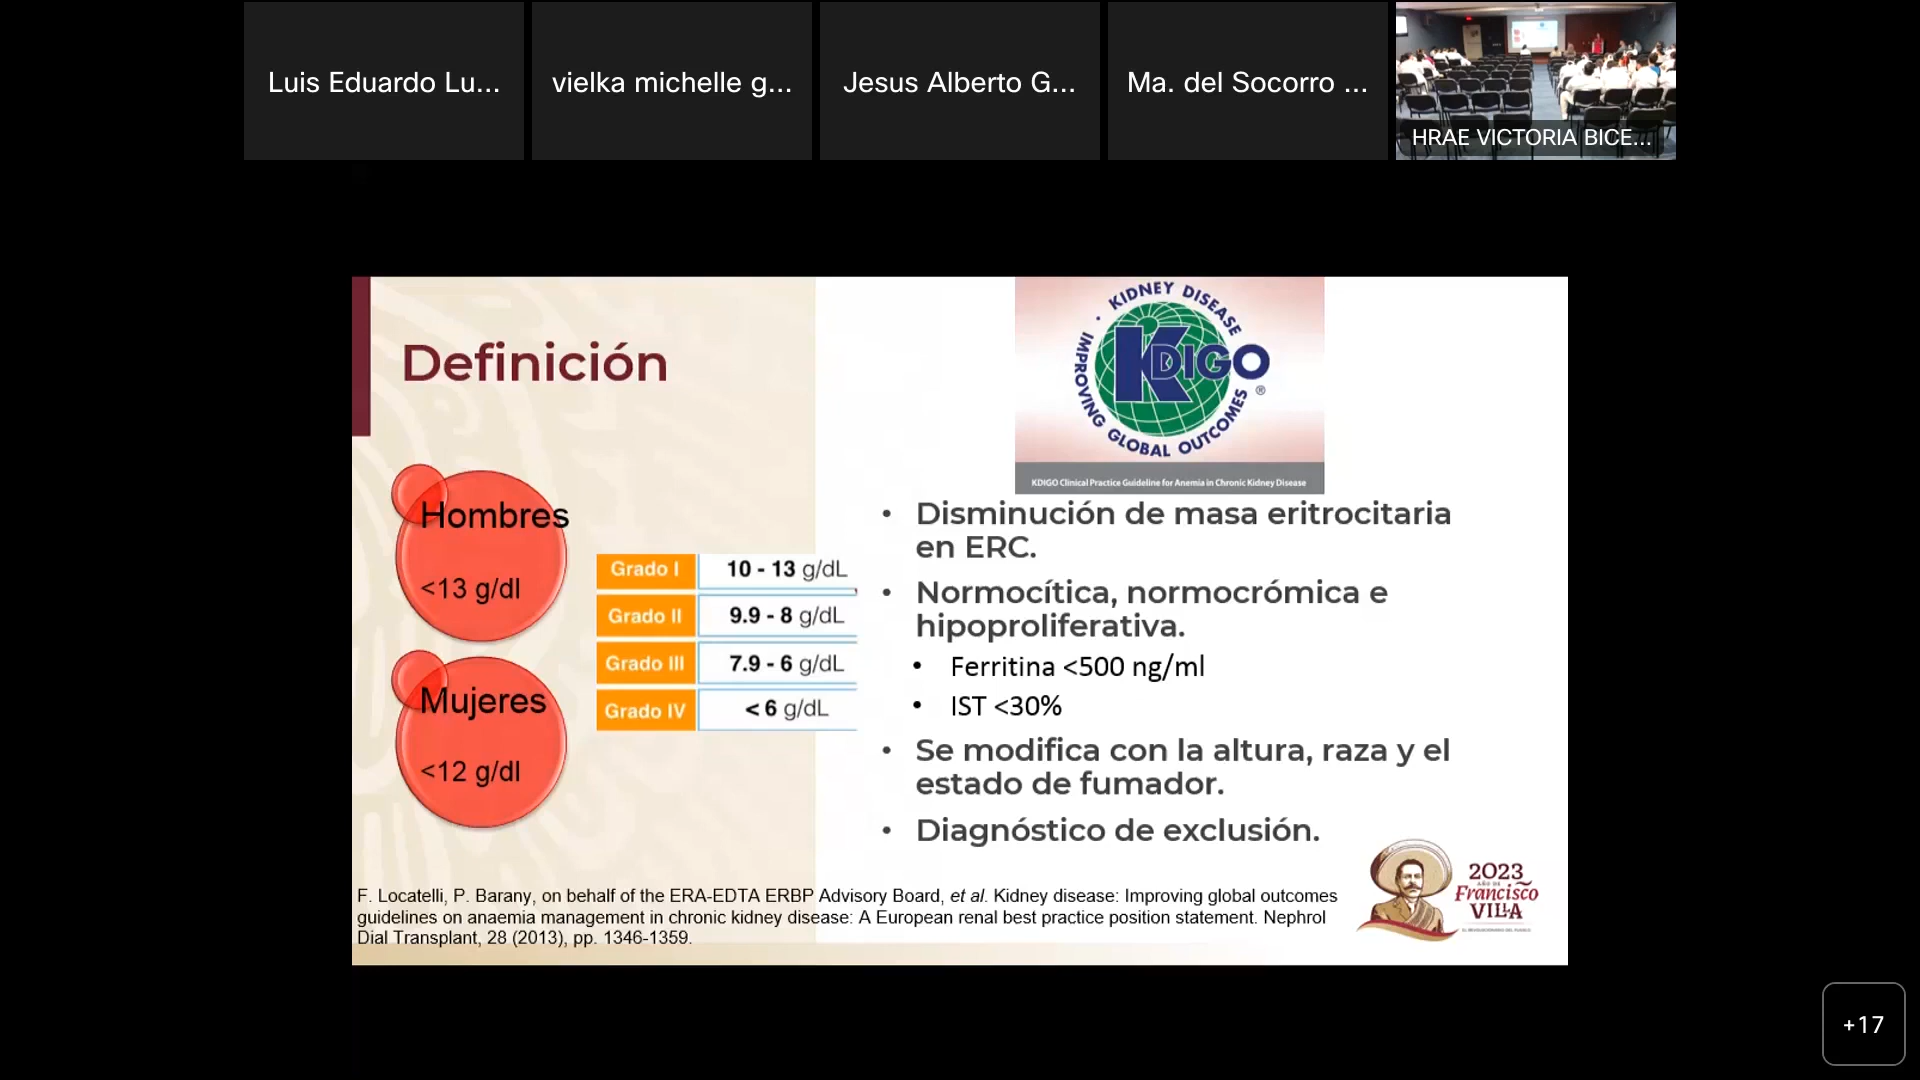 Luis Eduardo Lu...
vielka michelle g...
Jesus Alberto G...
Ma. del Socorro ...
HRAE VICTORIA BICE...
Definición
Hombres
<13 g/dl
Mujeres
<12 g/dl
Grado I 10 - 13 g/dL
Grado II 9.9 - 8 g/dL
Grado III 7.9 - 6 g/dL
Grado IV < 6 g/dL
· KIDNEY DISEASE
IMPROVING GLOBAL OUTCOMES
KDIGO
®
KDIGO Clinical Practice Guideline for Anemia in Chronic Kidney Disease
• Disminución de masa eritrocitaria
en ERC.
• Normocítica, normocrómica e
hipoproliferativa.
• Ferritina <500 ng/ml
• IST <30%
• Se modifica con la altura, raza y el
estado de fumador.
• Diagnóstico de exclusión.
F. Locatelli, P. Barany, on behalf of the ERA-EDTA ERBP Advisory Board, et al. Kidney disease: Improving global outcomes
guidelines on anaemia management in chronic kidney disease: A European renal best practice position statement. Nephrol
Dial Transplant, 28 (2013), pp. 1346-1359.
2023
AÑO DE
Francisco
VILLA
+17